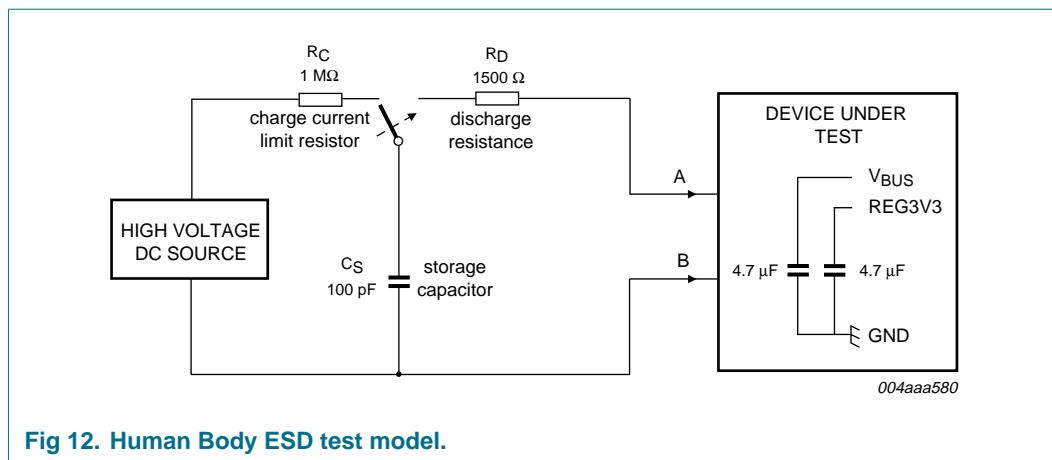 RC
1 MΩ
charge current
limit resistor
RD
1500 Ω
discharge
resistance
A
B
HIGH VOLTAGE
DC SOURCE
CS
100 pF
storage
capacitor
DEVICE UNDER
TEST
VBUS
REG3V3
4.7 μF
4.7 μF
GND
004aaa580
Fig 12. Human Body ESD test model.